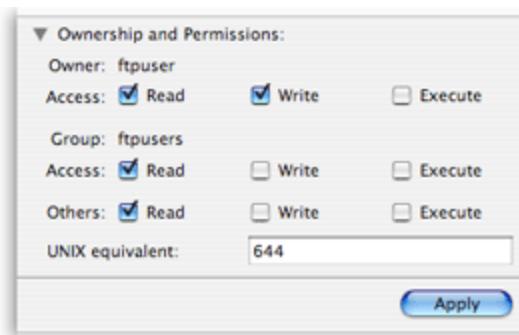 Ownership and Permissions:
Owner: ftpuser
Access: Read Write Execute
Group: ftpusers
Access: Read Write Execute
Others: Read Write Execute
UNIX equivalent: 644
Apply